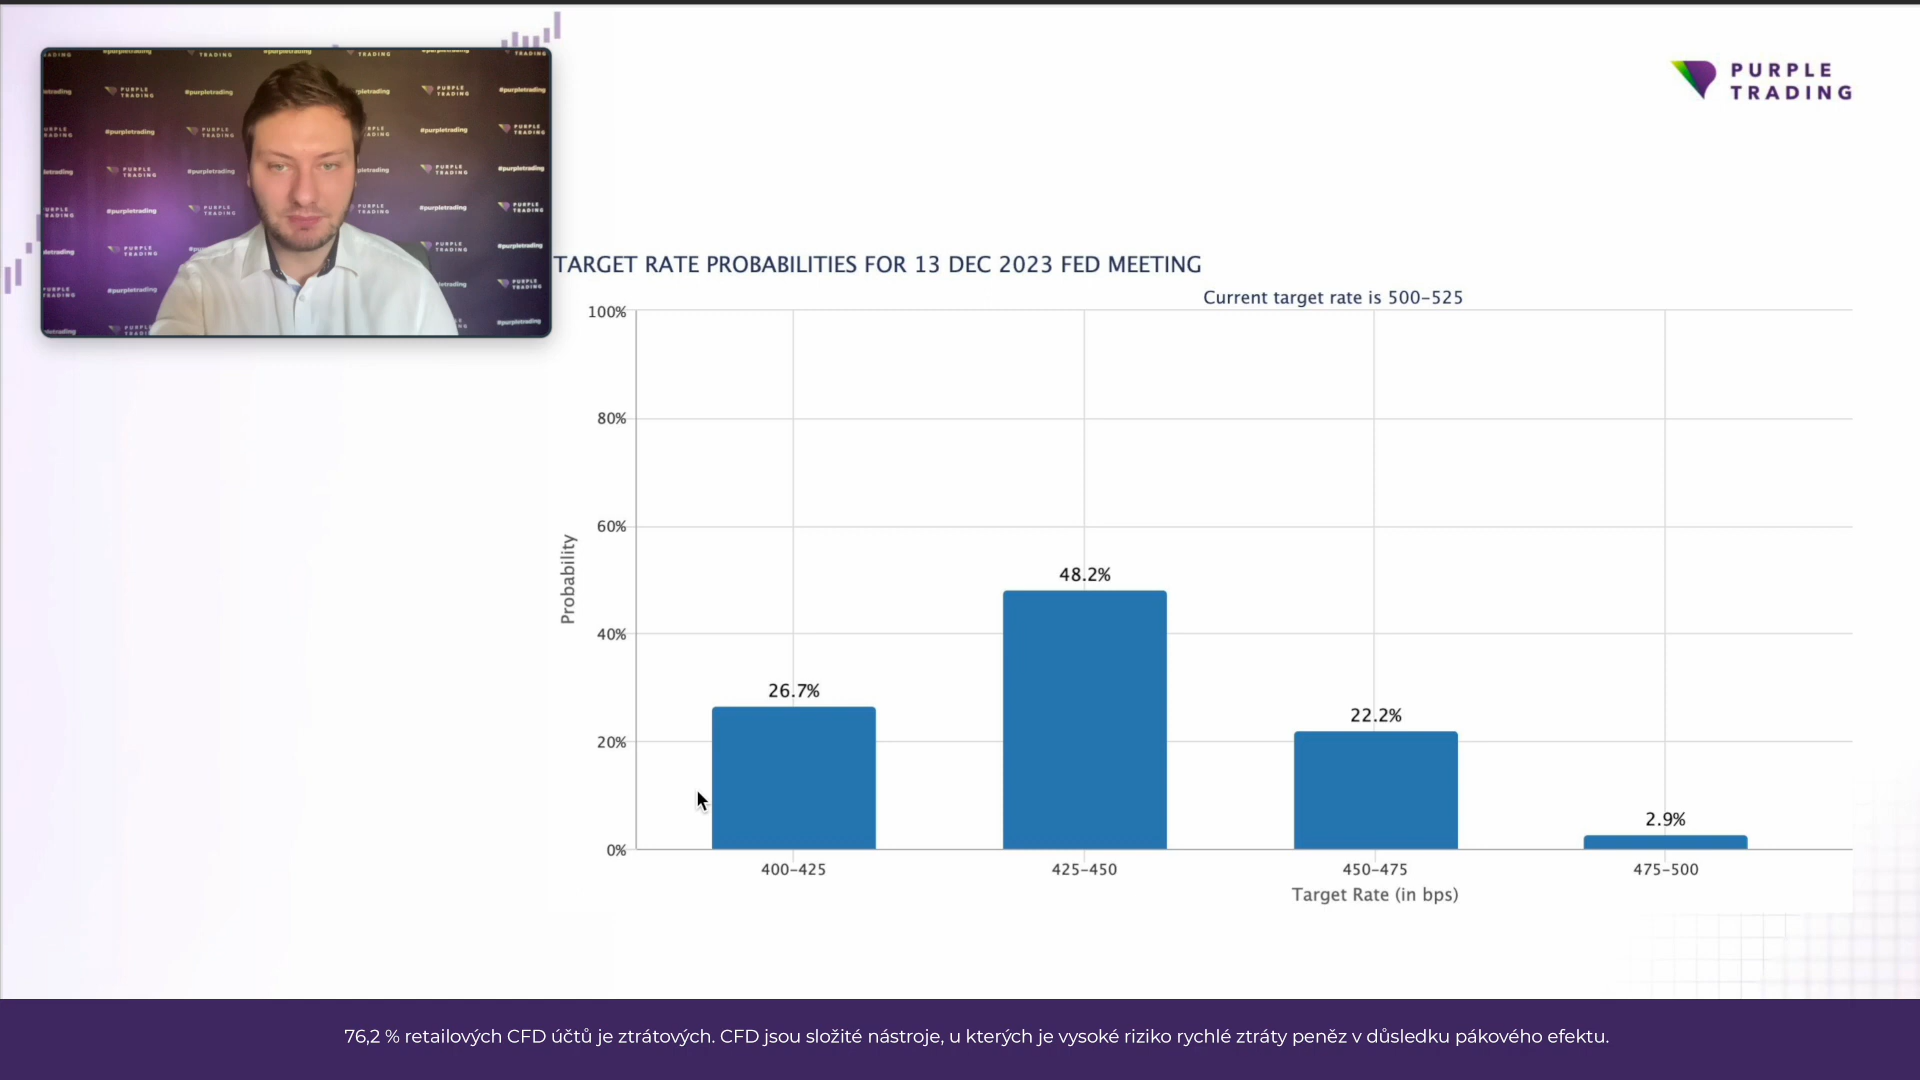 PURPLE
TRADING
#purpletrading
TARGET RATE PROBABILITIES FOR 13 DEC 2023 FED MEETING
Current target rate is 500–525
100%
80%
60%
40%
20%
0%
Probability
26.7%
48.2%
22.2%
2.9%
400–425
425–450
450–475
475–500
Target Rate (in bps)
76,2 % retailových CFD účtů je ztrátových. CFD jsou složité nástroje, u kterých je vysoké riziko rychlé ztráty peněz v důsledku pákového efektu.